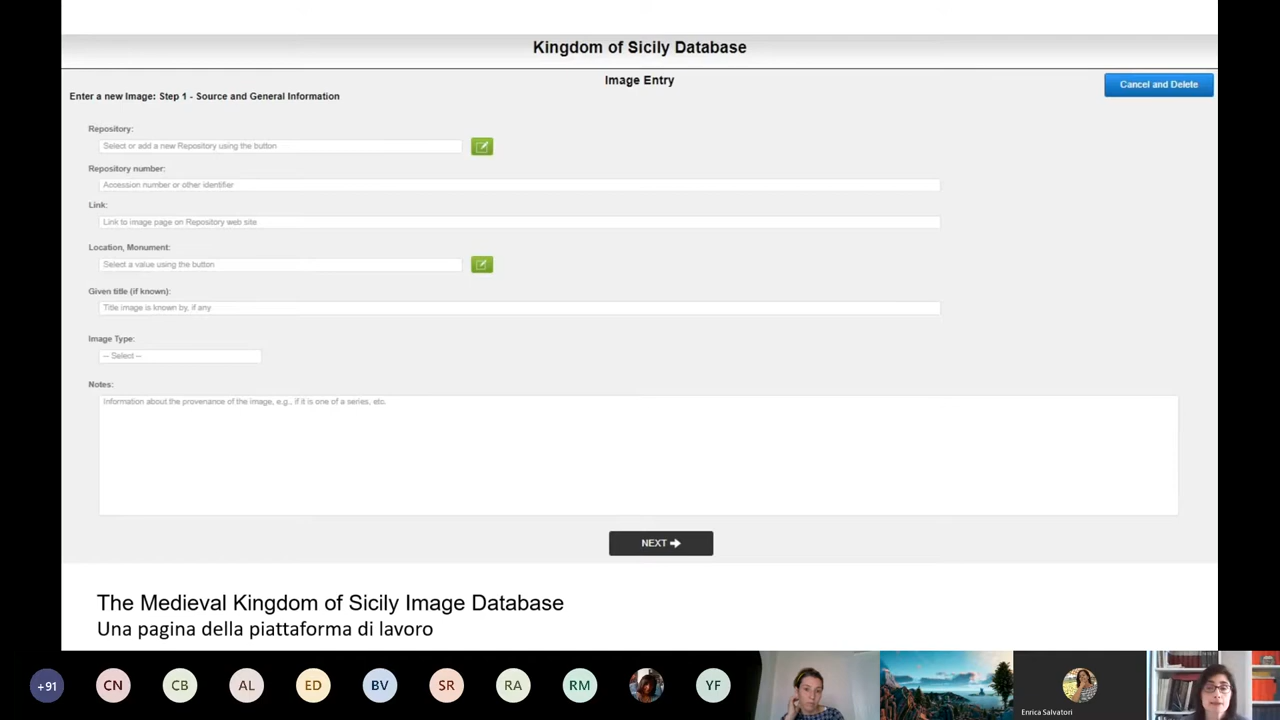 Kingdom of Sicily Database
Image Entry
Cancel and Delete
Enter a new Image: Step 1 - Source and General Information
Repository:
Select or add a new Repository using the button
Repository number:
Accession number or other identifier
Link:
Link to image page on Repository web site
Location, Monument:
Select a value using the button
Given title (if known):
Title image is known by, if any
Image Type:
-- Select --
Notes:
Information about the provenance of the image, e.g., if it is one of a series, etc.
NEXT
The Medieval Kingdom of Sicily Image Database
Una pagina della piattaforma di lavoro
+91
CN
CB
AL
ED
BV
SR
RA
RM
YF
Enrica Salvatori